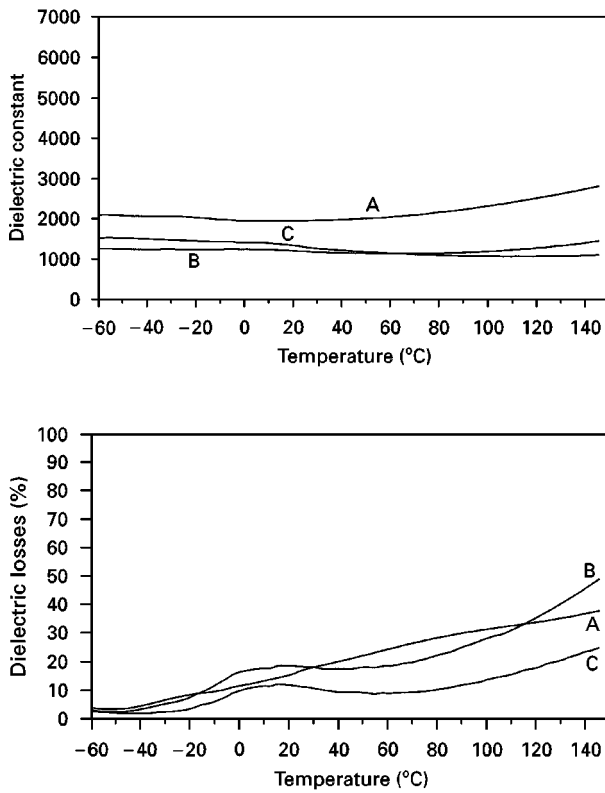 Dielectric constant
7000
6000
5000
4000
3000
2000
1000
0
A
C
B
−60 −40 −20 0 20 40 60 80 100 120 140
Temperature (°C)
Dielectric losses (%)
100
90
80
70
60
50
40
30
20
10
0
B
A
C
−60 −40 −20 0 20 40 60 80 100 120 140
Temperature (°C)